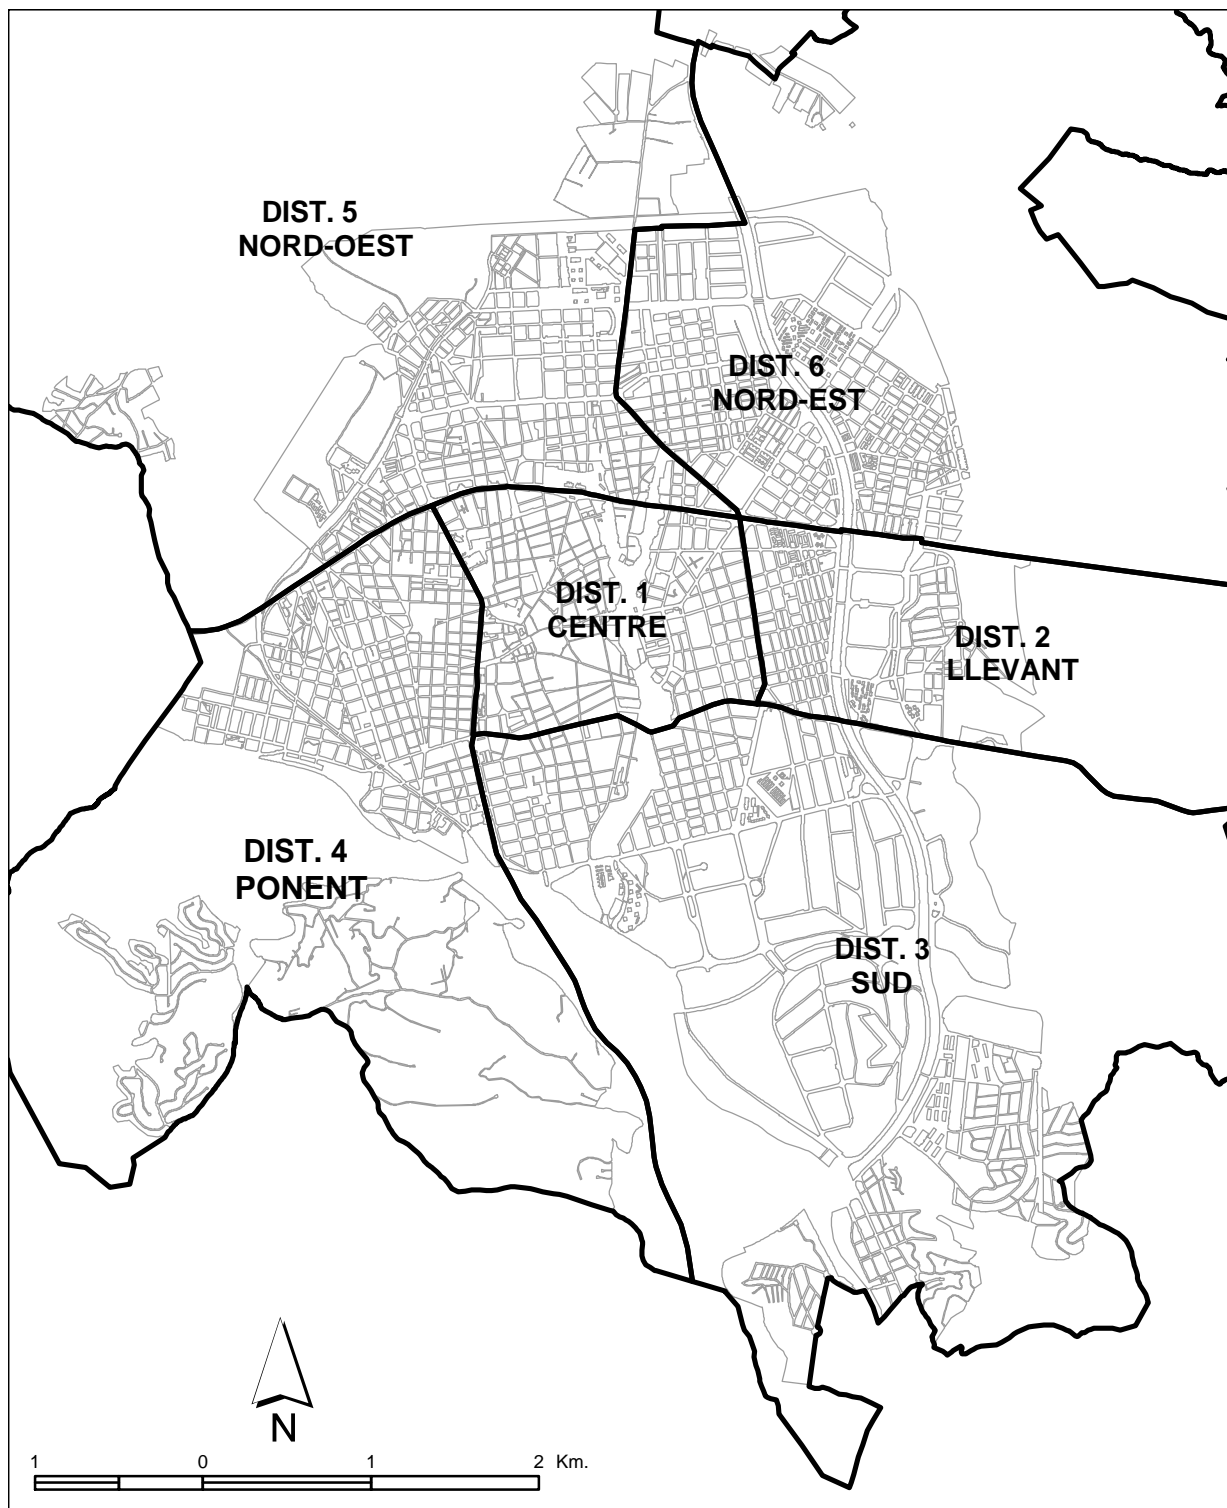 DIST. 5
NORD-OEST
DIST. 6
NORD-EST
DIST. 1
CENTRE
DIST. 2
LLEVANT
DIST. 4
PONENT
DIST. 3
SUD
N
1 0 1 2 Km.